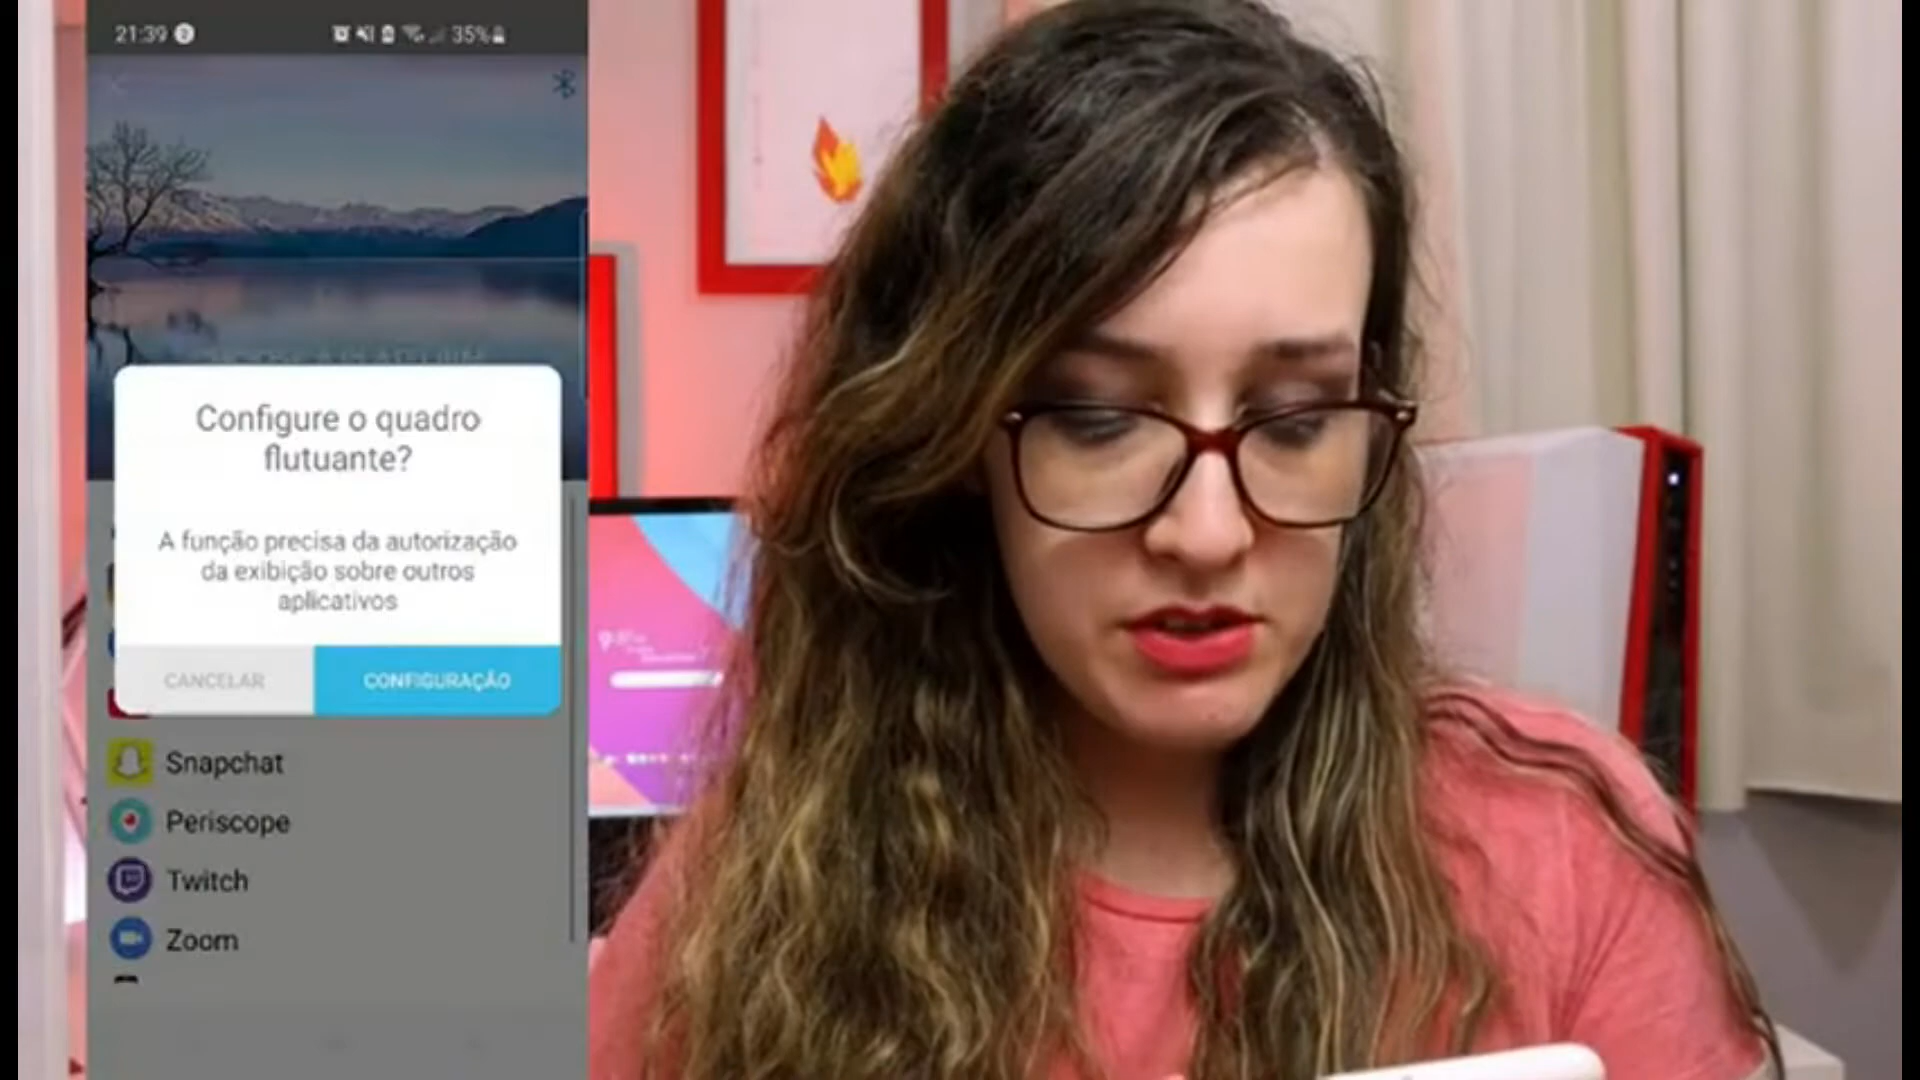 21:39
35%
Configure o quadro
flutuante?
A função precisa da autorização
da exibição sobre outros
aplicativos
CANCELAR
CONFIGURAÇÃO
Snapchat
Periscope
Twitch
Zoom